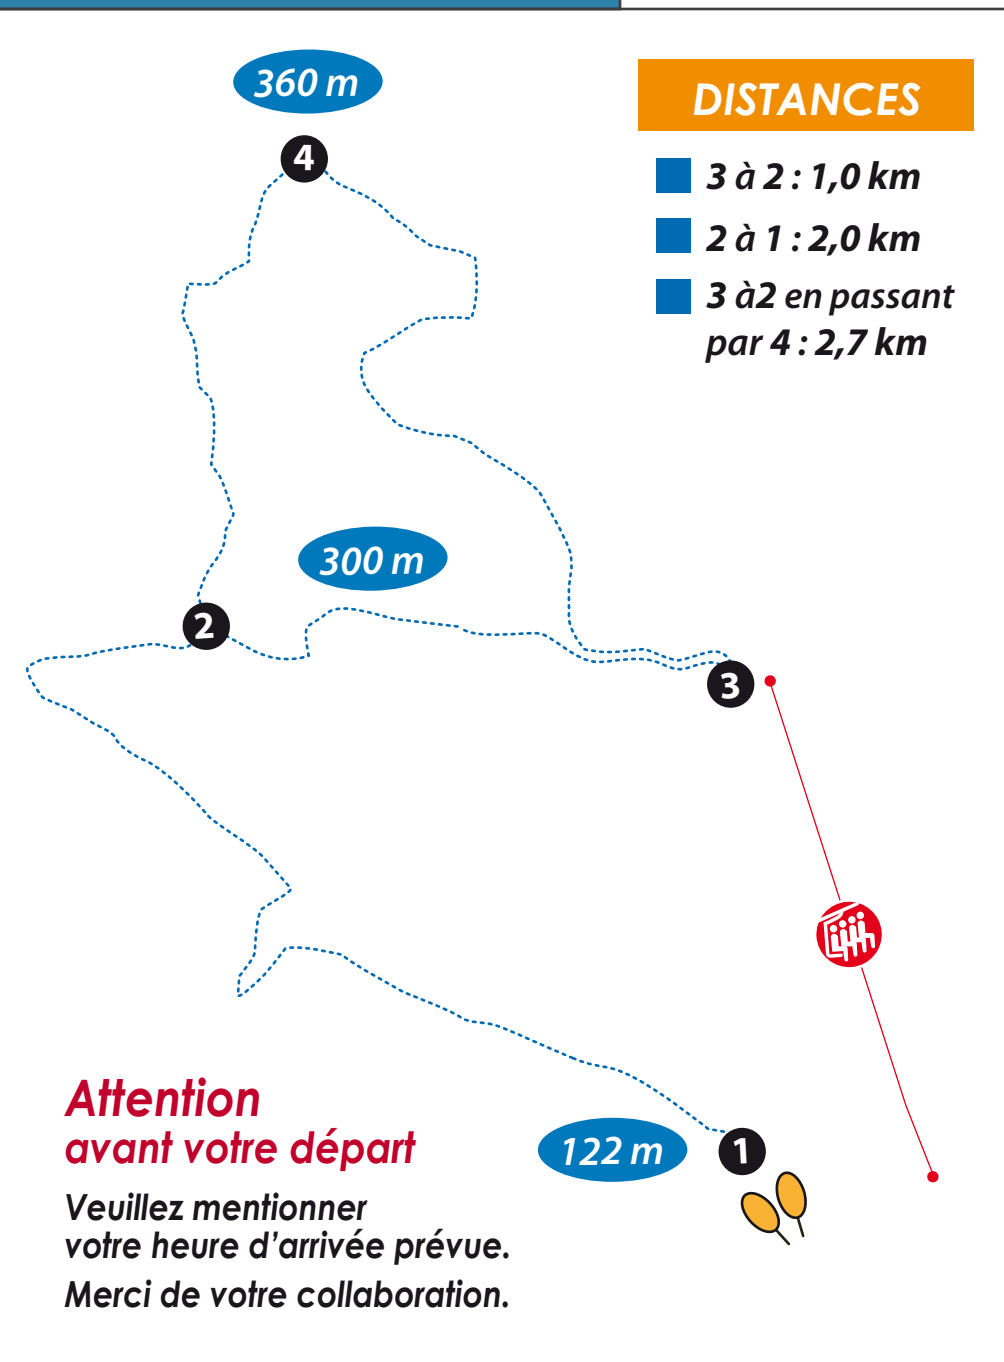 360 m
4
DISTANCES
3 à 2 : 1,0 km
2 à 1 : 2,0 km
3 à2 en passant
par 4 : 2,7 km
300 m
2
3
Attention
avant votre départ
122 m
1
Veuillez mentionner
votre heure d'arrivée prévue.
Merci de votre collaboration.